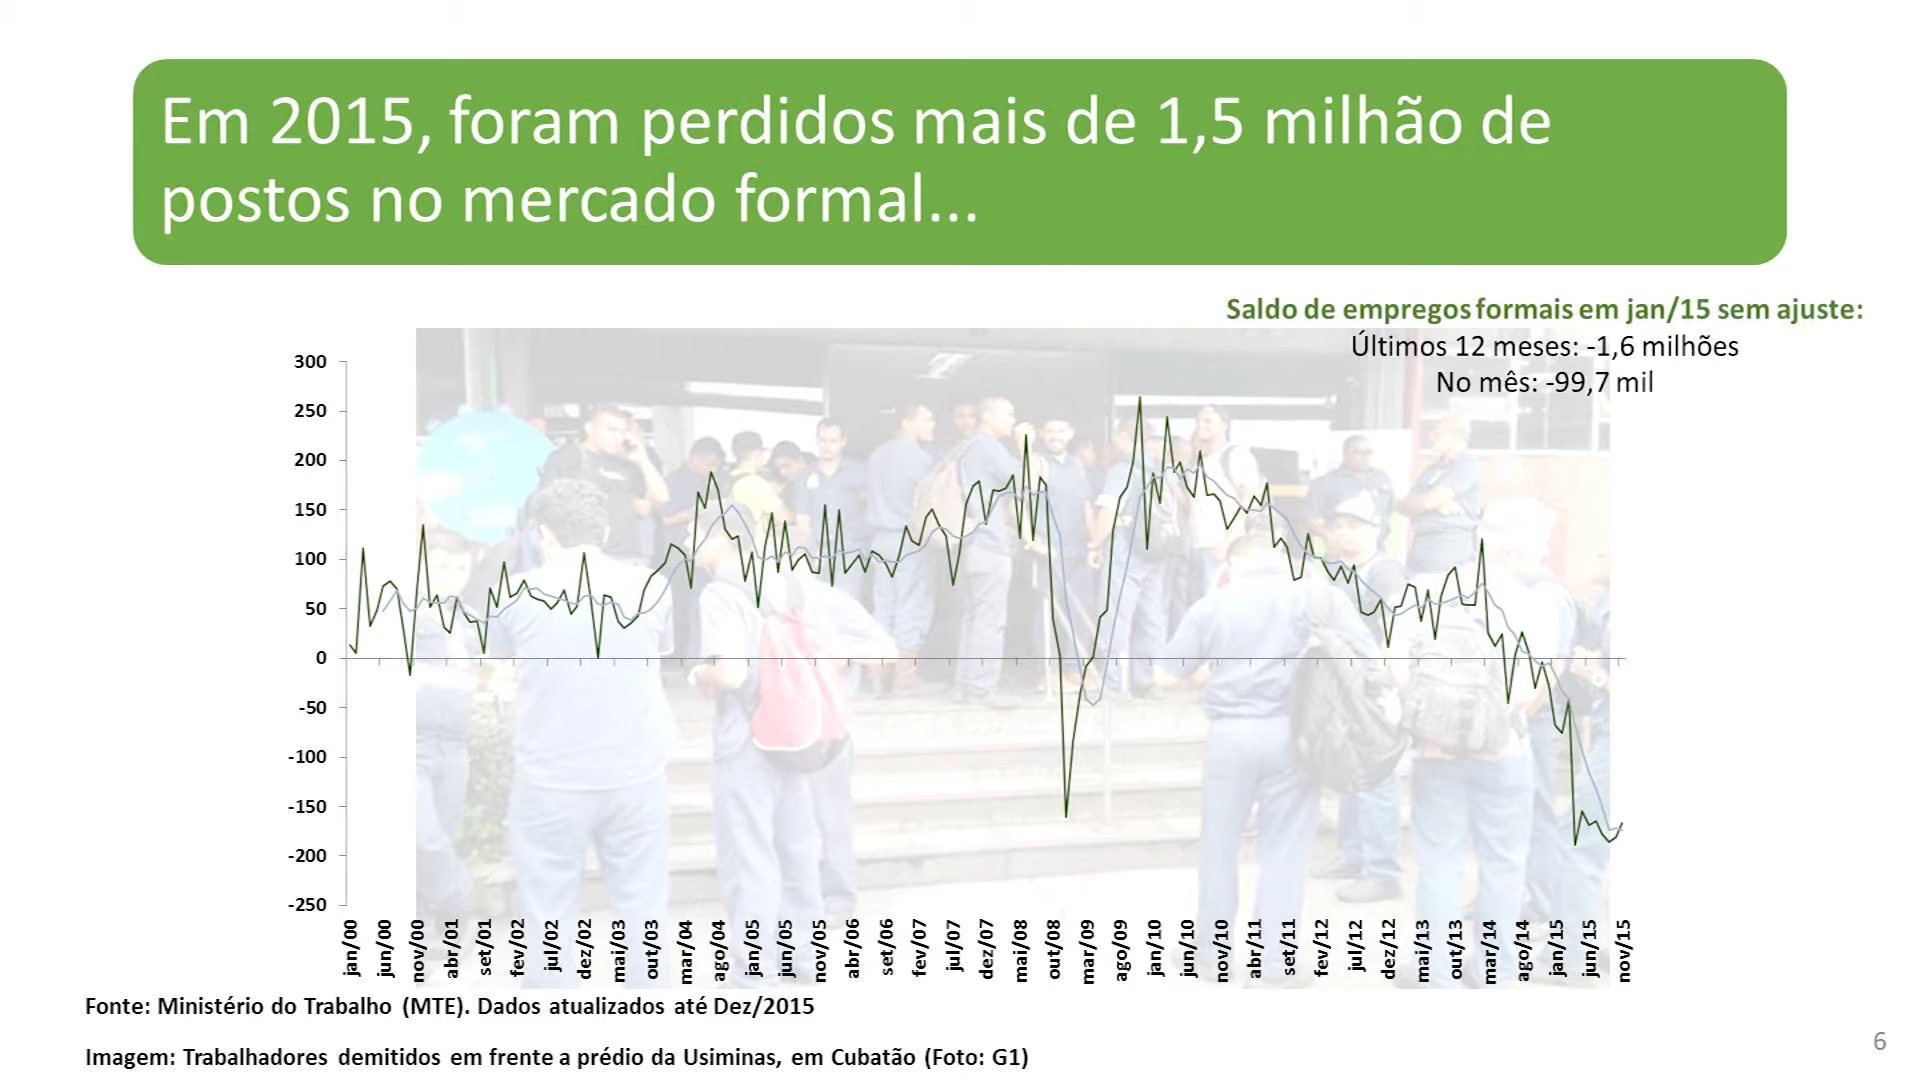 Em 2015, foram perdidos mais de 1,5 milhão de
postos no mercado formal...
Saldo de empregos formais em jan/15 sem ajuste:
Últimos 12 meses: -1,6 milhões
No mês: -99,7 mil
300
250
200
150
100
50
0
-50
-100
-150
-200
-250
jan/00
jun/00
nov/00
abr/01
set/01
fev/02
jul/02
dez/02
mai/03
out/03
mar/04
ago/04
jan/05
jun/05
nov/05
abr/06
set/06
fev/07
jul/07
dez/07
mai/08
out/08
mar/09
ago/09
jan/10
jun/10
nov/10
abr/11
set/11
fev/12
jul/12
dez/12
mai/13
out/13
mar/14
ago/14
jan/15
jun/15
nov/15
Fonte: Ministério do Trabalho (MTE). Dados atualizados até Dez/2015
Imagem: Trabalhadores demitidos em frente a prédio da Usiminas, em Cubatão (Foto: G1)
6